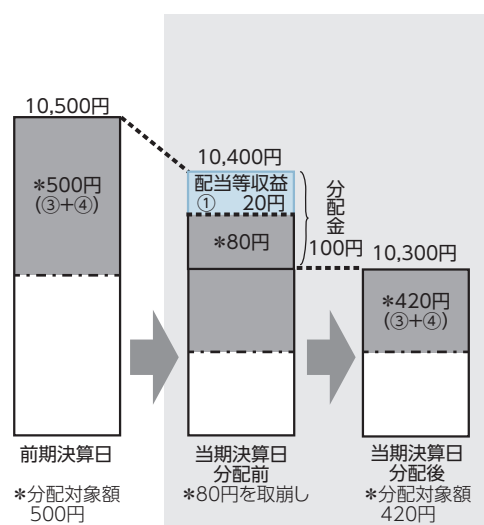 10,500円
*500円
(③+④)
前期決算日
*分配対象額
500円
10,400円
配当等収益
① 20円
*80円
分配金
100円
当期決算日
分配前
*80円を取崩し
10,300円
*420円
(③+④)
当期決算日
分配後
*分配対象額
420円